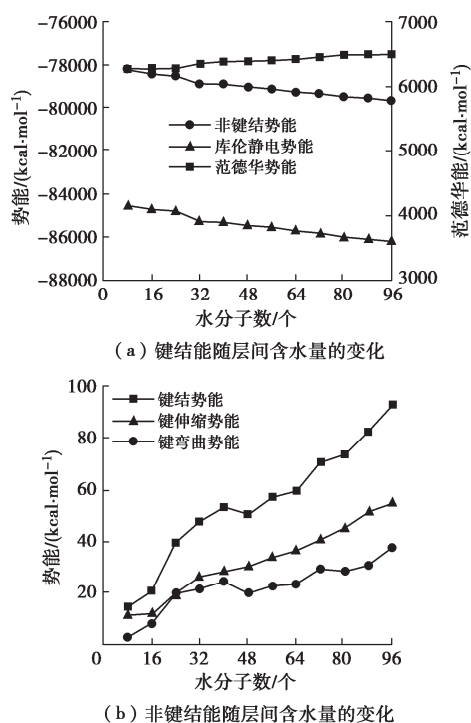 -76000
-78000
-80000
-82000
-84000
-86000
-88000
势能/(kcal·mol⁻¹)
7000
6000
5000
4000
3000
范德华能/(kcal·mol⁻¹)
非键结势能
库伦静电势能
范德华势能
0 16 32 48 64 80 96
水分子数/个
(a) 键结能随层间含水量的变化
100
80
60
40
20
势能/(kcal·mol⁻¹)
键结势能
键伸缩势能
键弯曲势能
0 16 32 48 64 80 96
水分子数/个
(b) 非键结能随层间含水量的变化